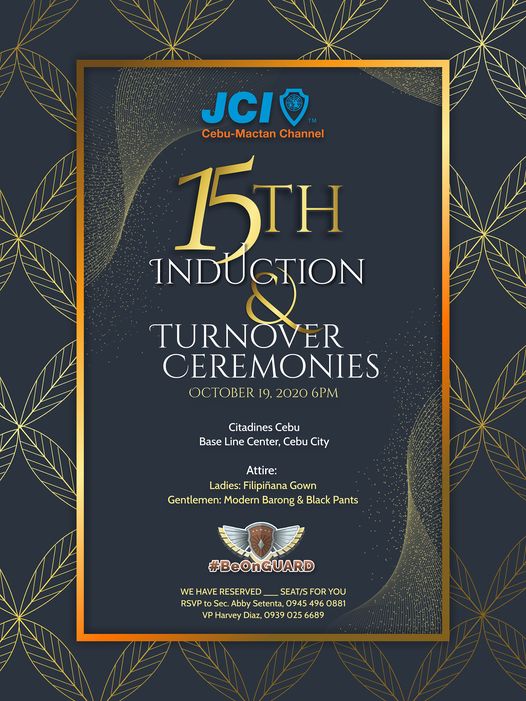 JCI TM
Cebu-Mactan Channel
15TH
INDUCTION
&
TURNOVER
CEREMONIES
OCTOBER 19, 2020 6PM
Citadines Cebu
Base Line Center, Cebu City
Attire:
Ladies: Filipiñana Gown
Gentlemen: Modern Barong & Black Pants
#BeOnGUARD
WE HAVE RESERVED ___ SEAT/S FOR YOU
RSVP to Sec. Abby Setenta, 0945 496 0881
VP Harvey Diaz, 0939 025 6689